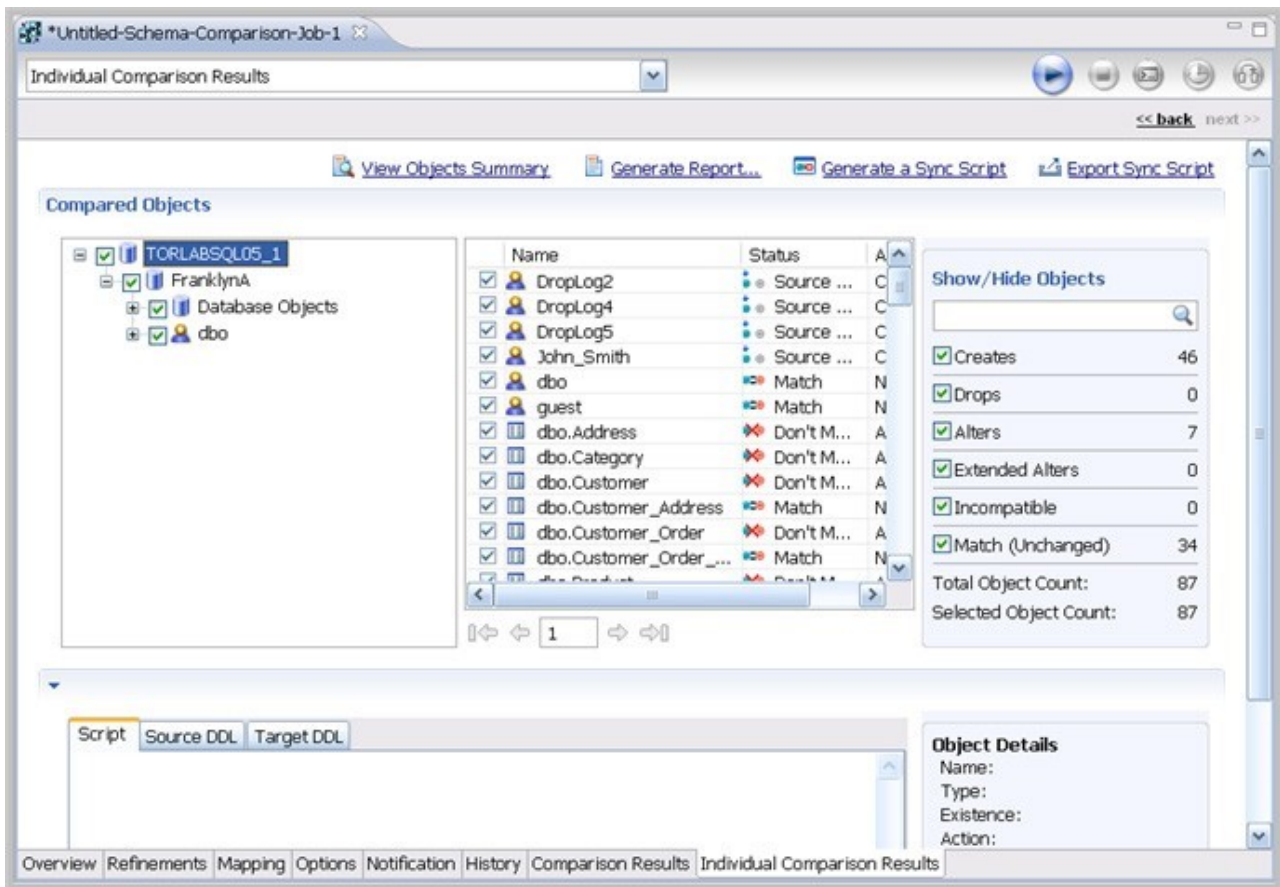 *Untitled-Schema-Comparison-Job-1
Individual Comparison Results
<< back next >>
View Objects Summary Generate Report... Generate a Sync Script Export Sync Script
Compared Objects
TORLABSQL05_1
FranklynA
Database Objects
dbo
Name Status A
DropLog2 Source ... C
DropLog4 Source ... C
DropLog5 Source ... C
John_Smith Source ... C
dbo Match N
guest Match N
dbo.Address Don't M... A
dbo.Category Don't M... A
dbo.Customer Don't M... A
dbo.Customer_Address Match N
dbo.Customer_Order Don't M... A
dbo.Customer_Order_... Match N
dbo.Product Don't M... A
1
Show/Hide Objects
Creates 46
Drops 0
Alters 7
Extended Alters 0
Incompatible 0
Match (Unchanged) 34
Total Object Count: 87
Selected Object Count: 87
Script Source DDL Target DDL
Object Details
Name:
Type:
Existence:
Action:
Overview Refinements Mapping Options Notification History Comparison Results Individual Comparison Results